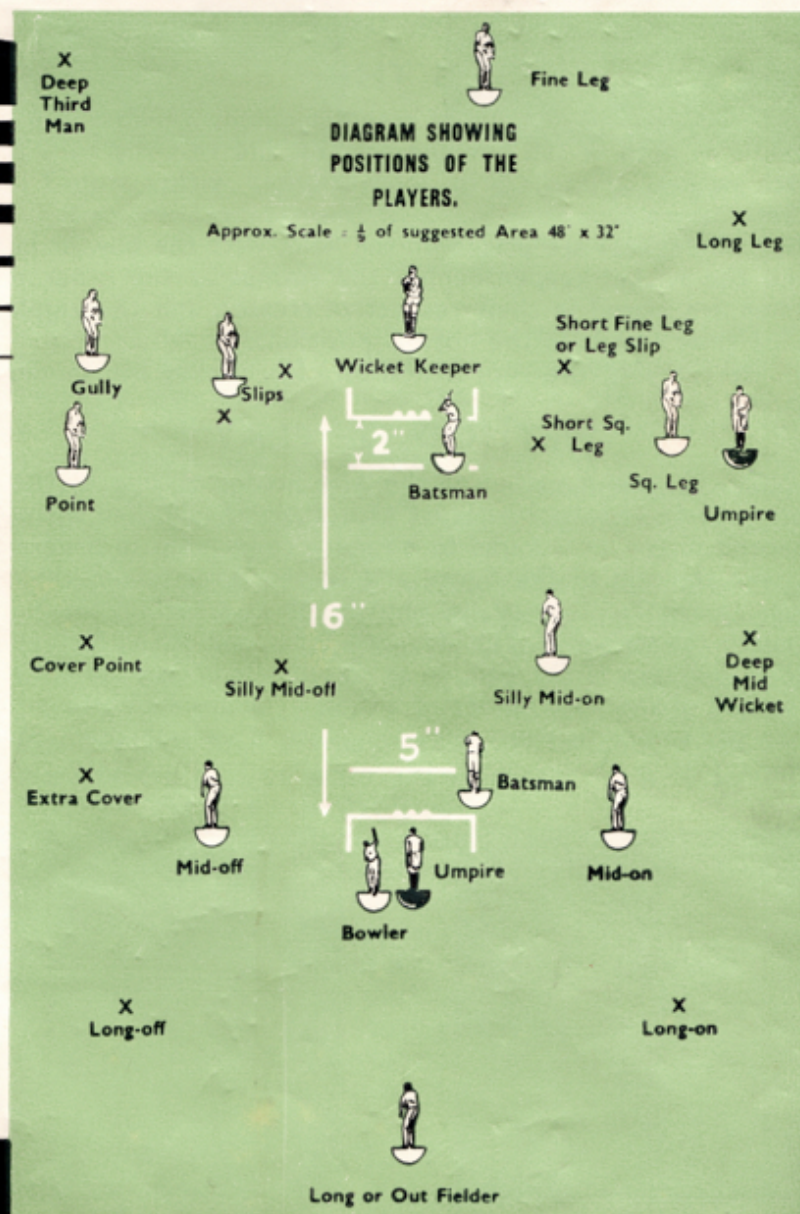 X
Deep
Third
Man
Fine Leg
DIAGRAM SHOWING
POSITIONS OF THE
PLAYERS.
Approx. Scale : 1/9 of suggested Area 48" x 32"
X
Long Leg
Gully
X
Slips
X
Wicket Keeper
Short Fine Leg
or Leg Slip
X
Short Sq.
X Leg
2"
Batsman
Sq. Leg
Umpire
Point
16"
X
Cover Point
X
Silly Mid-off
Silly Mid-on
X
Deep
Mid
Wicket
5"
Batsman
X
Extra Cover
Mid-off
Umpire
Mid-on
Bowler
X
Long-off
X
Long-on
Long or Out Fielder